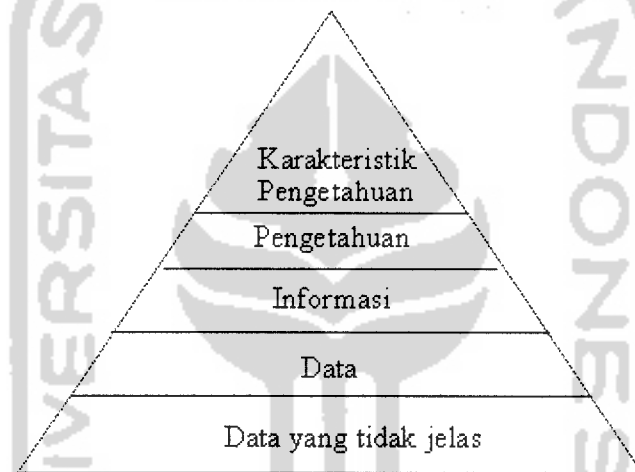 Karakteristik
Pengetahuan
Pengetahuan
Informasi
Data
Data yang tidak jelas